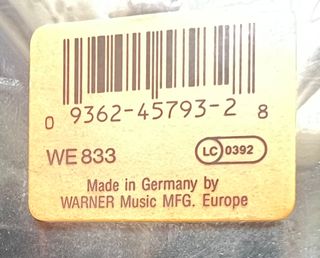 0 9362-45793-2 8
WE 833 LC 0392
Made in Germany by
WARNER Music MFG. Europe